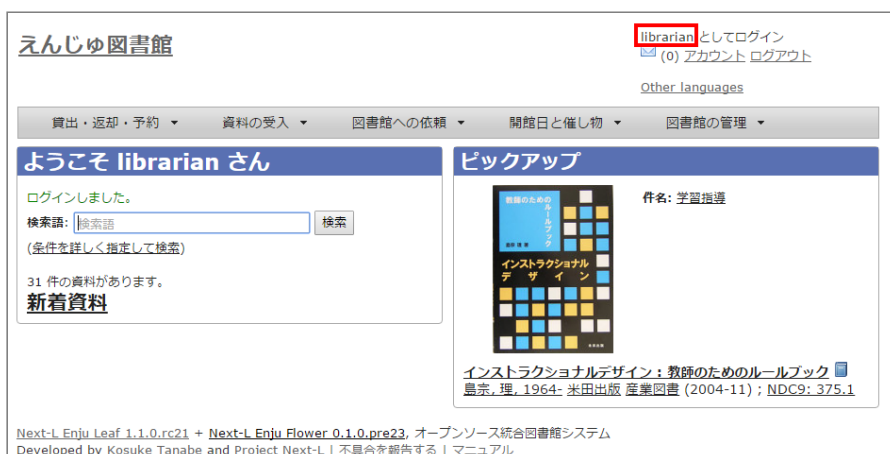 えんじゅ図書館
librarian としてログイン
(0) アカウント ログアウト
Other languages
貸出・返却・予約 ▼ 資料の受入 ▼ 図書館への依頼 ▼ 開館日と催し物 ▼ 図書館の管理 ▼
ようこそ librarian さん
ログインしました。
検索語: 検索語 検索
(条件を詳しく指定して検索)
31 件の資料があります。
新着資料
ピックアップ
教師のための
ルールブック
インストラクショナル
デザイン
件名: 学習指導
インストラクショナルデザイン : 教師のためのルールブック
島宗, 理, 1964- 米田出版 産業図書 (2004-11) ; NDC9: 375.1
Next-L Enju Leaf 1.1.0.rc21 + Next-L Enju Flower 0.1.0.pre23, オープンソース統合図書館システム
Developed by Kosuke Tanabe and Project Next-L | 不具合を報告する | マニュアル